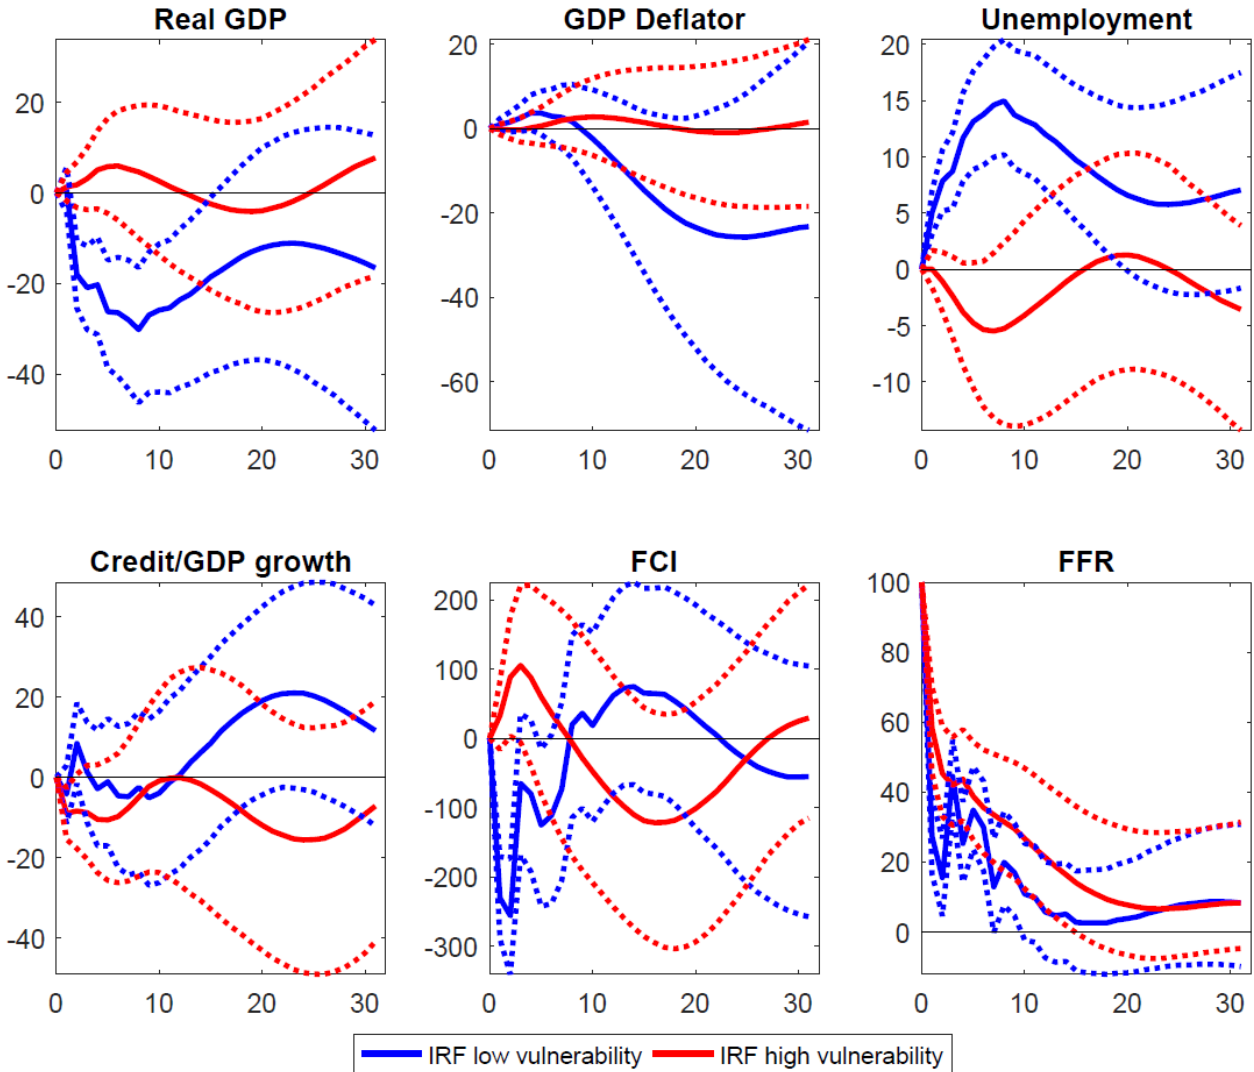 Real GDP
20
0
-20
-40
0 10 20 30
GDP Deflator
20
0
-20
-40
-60
0 10 20 30
Unemployment
20
15
10
5
0
-5
-10
0 10 20 30
Credit/GDP growth
40
20
0
-20
-40
0 10 20 30
FCI
200
100
0
-100
-200
-300
0 10 20 30
FFR
100
80
60
40
20
0
0 10 20 30
IRF low vulnerability IRF high vulnerability